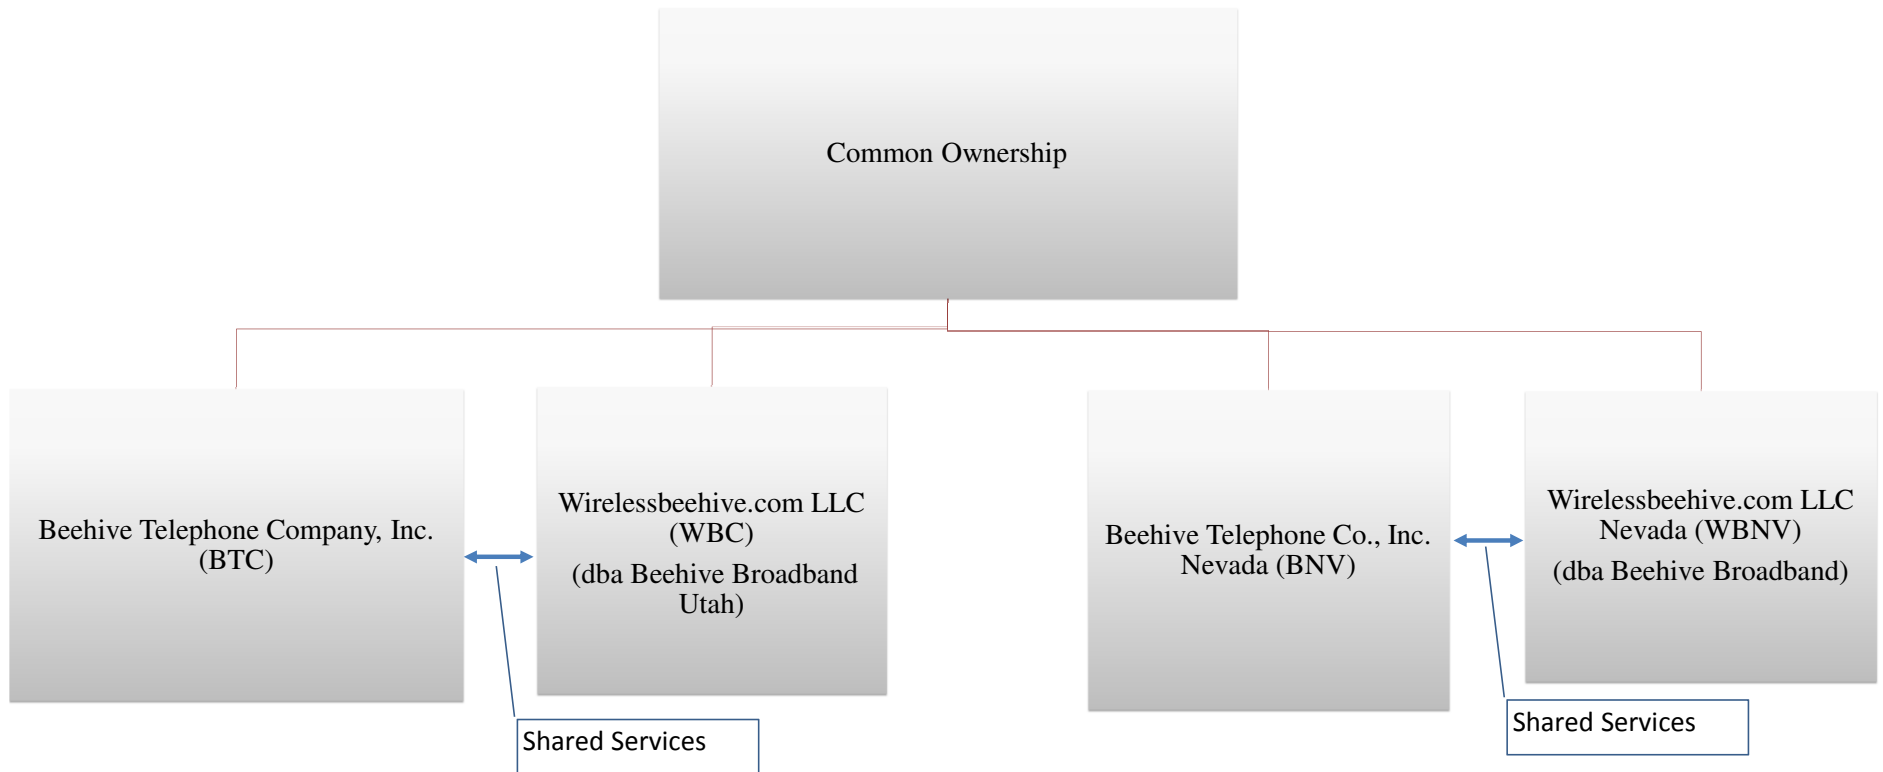 Common Ownership
Beehive Telephone Company, Inc.
(BTC)
Wirelessbeehive.com LLC
(WBC)
(dba Beehive Broadband
Utah)
Beehive Telephone Co., Inc.
Nevada (BNV)
Wirelessbeehive.com LLC
Nevada (WBNV)
(dba Beehive Broadband)
Shared Services
Shared Services